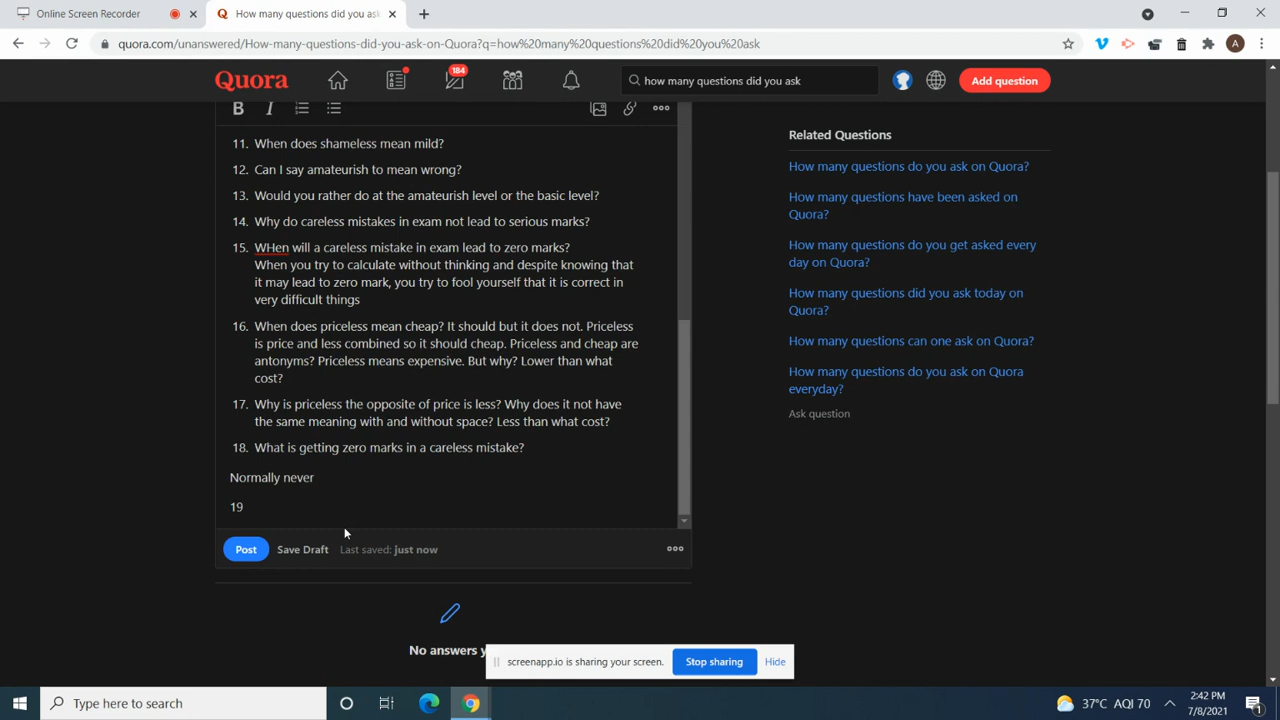 Online Screen Recorder
How many questions did you ask
quora.com/unanswered/How-many-questions-did-you-ask-on-Quora?q=how%20many%20questions%20did%20you%20ask
A
Quora
184
how many questions did you ask
Add question
B I
11. When does shameless mean mild?
12. Can I say amateurish to mean wrong?
13. Would you rather do at the amateurish level or the basic level?
14. Why do careless mistakes in exam not lead to serious marks?
15. WHen will a careless mistake in exam lead to zero marks?
When you try to calculate without thinking and despite knowing that
it may lead to zero mark, you try to fool yourself that it is correct in
very difficult things
16. When does priceless mean cheap? It should but it does not. Priceless
is price and less combined so it should cheap. Priceless and cheap are
antonyms? Priceless means expensive. But why? Lower than what
cost?
17. Why is priceless the opposite of price is less? Why does it not have
the same meaning with and without space? Less than what cost?
18. What is getting zero marks in a careless mistake?
Normally never
19
Post
Save Draft
Last saved: just now
Related Questions
How many questions do you ask on Quora?
How many questions have been asked on
Quora?
How many questions do you get asked every
day on Quora?
How many questions did you ask today on
Quora?
How many questions can one ask on Quora?
How many questions do you ask on Quora
everyday?
Ask question
No answers y
screenapp.io is sharing your screen.
Stop sharing
Hide
Type here to search
37°C AQI 70
2:42 PM
7/8/2021
1